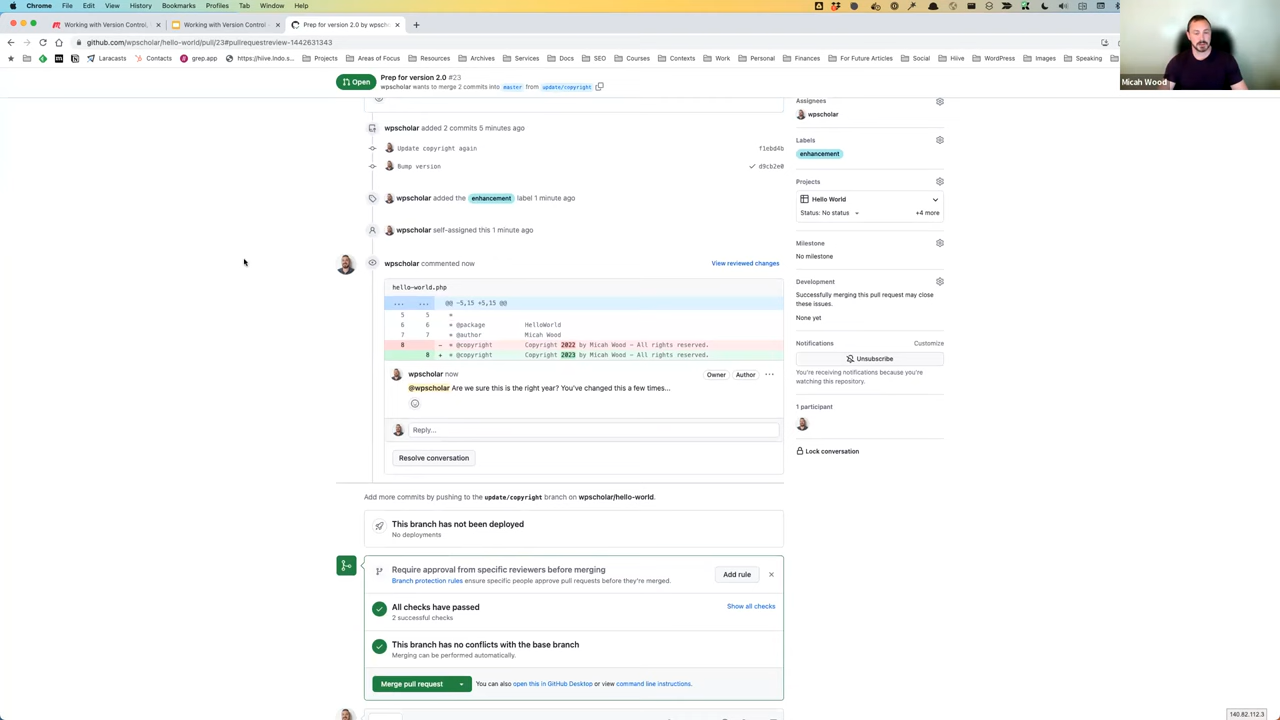 Chrome File Edit View History Bookmarks Profiles Tab Window Help
Working with Version Control,
Working with Version Control
Prep for version 2.0 by wpscho
github.com/wpscholar/hello-world/pull/23#pullrequestreview-1442631343
Laracasts Contacts grep.app https://hiive.lndo.s... Projects Areas of Focus Resources Archives Services Docs SEO Courses Contexts Work Personal Finances For Future Articles Social Hiive WordPress Images Speaking
Micah Wood
Open
Prep for version 2.0 #23
wpscholar wants to merge 2 commits into master from update/copyright
wpscholar added 2 commits 5 minutes ago
Update copyright again f1ebd4b
Bump version d9cb2e0
wpscholar added the enhancement label 1 minute ago
wpscholar self-assigned this 1 minute ago
wpscholar commented now View reviewed changes
hello-world.php
... ... @@ -5,15 +5,15 @@
5 5 *
6 6 * @package HelloWorld
7 7 * @author Micah Wood
8 - * @copyright Copyright 2022 by Micah Wood - All rights reserved.
8 + * @copyright Copyright 2023 by Micah Wood - All rights reserved.
wpscholar now Owner Author ...
@wpscholar Are we sure this is the right year? You've changed this a few times...
Reply...
Resolve conversation
Add more commits by pushing to the update/copyright branch on wpscholar/hello-world.
This branch has not been deployed
No deployments
Require approval from specific reviewers before merging
Branch protection rules ensure specific people approve pull requests before they're merged.
Add rule
All checks have passed
2 successful checks
Show all checks
This branch has no conflicts with the base branch
Merging can be performed automatically.
Merge pull request
You can also open this in GitHub Desktop or view command line instructions.
Assignees
wpscholar
Labels
enhancement
Projects
Hello World
Status: No status +4 more
Milestone
No milestone
Development
Successfully merging this pull request may close
these issues.
None yet
Notifications Customize
Unsubscribe
You're receiving notifications because you're
watching this repository.
1 participant
Lock conversation
140.82.112.3